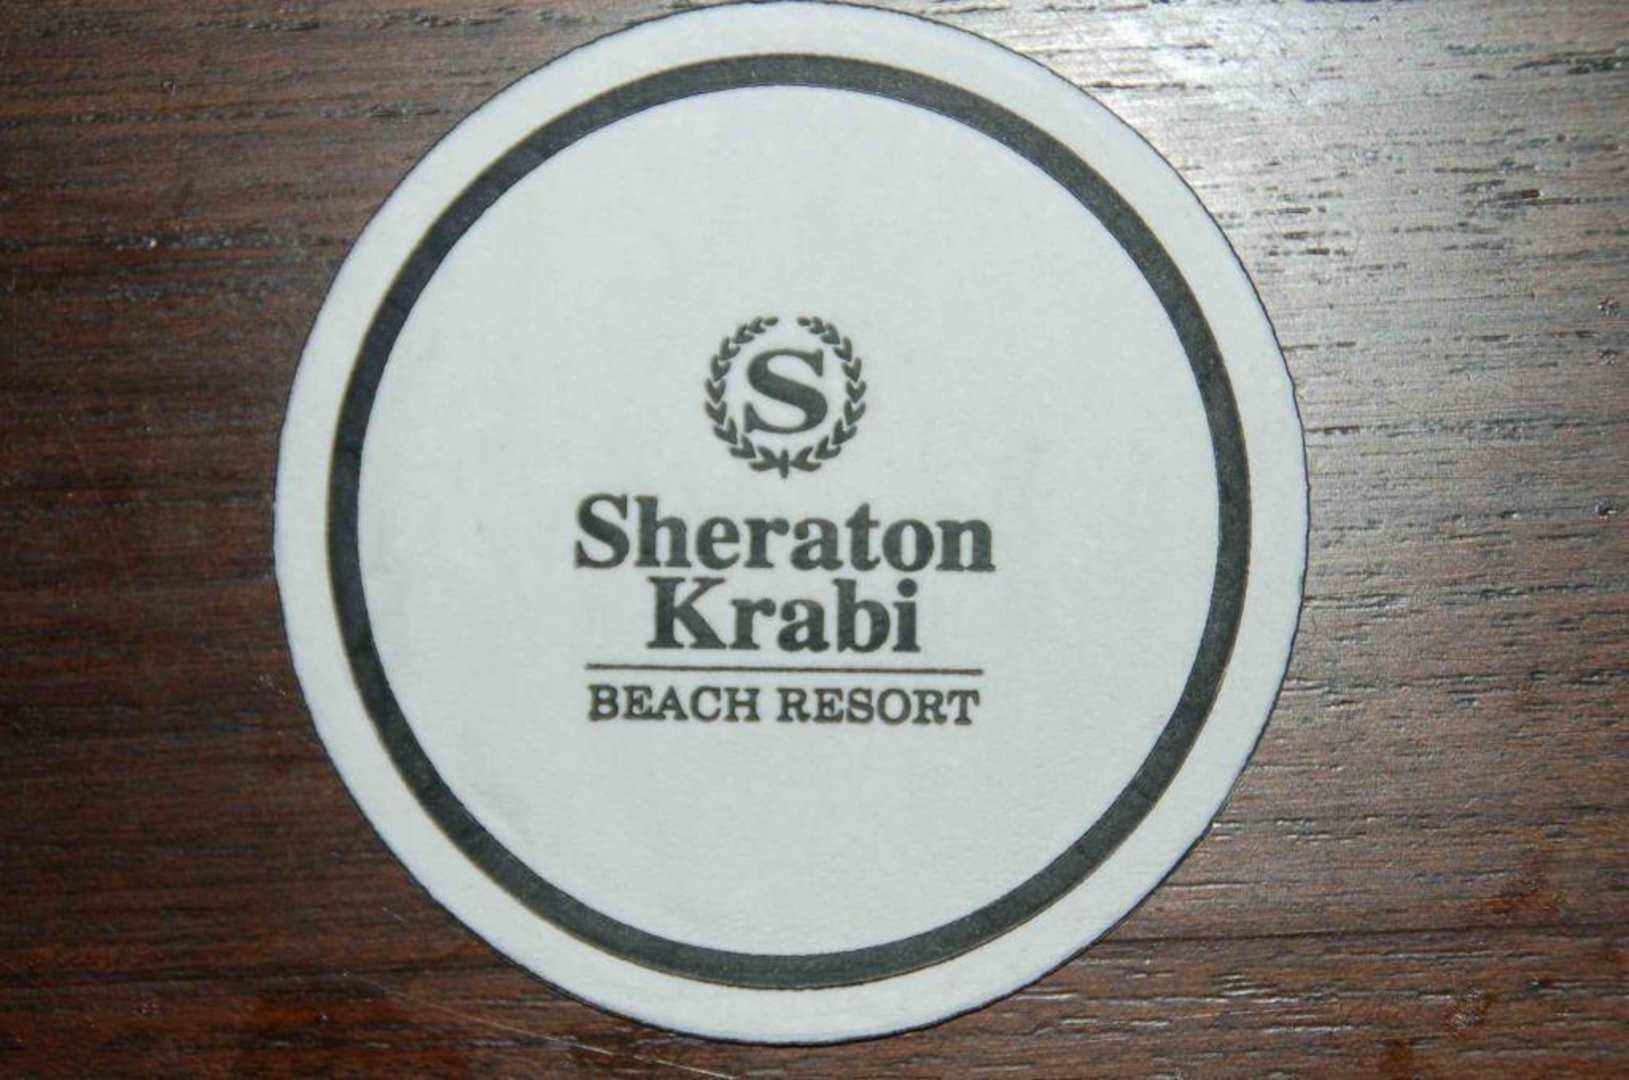 S
Sheraton
Krabi
BEACH RESORT